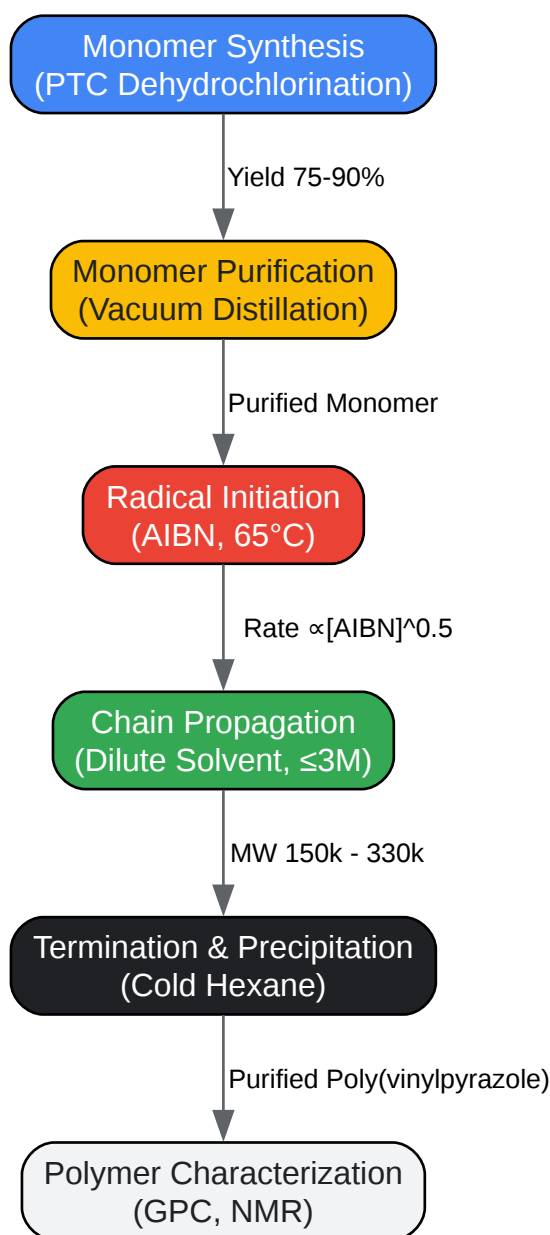 Monomer Synthesis
(PTC Dehydrochlorination)
Yield 75-90%
Monomer Purification
(Vacuum Distillation)
Purified Monomer
Radical Initiation
(AIBN, 65°C)
Rate ∝[AIBN]^0.5
Chain Propagation
(Dilute Solvent, ≤3M)
MW 150k - 330k
Termination & Precipitation
(Cold Hexane)
Purified Poly(vinylpyrazole)
Polymer Characterization
(GPC, NMR)